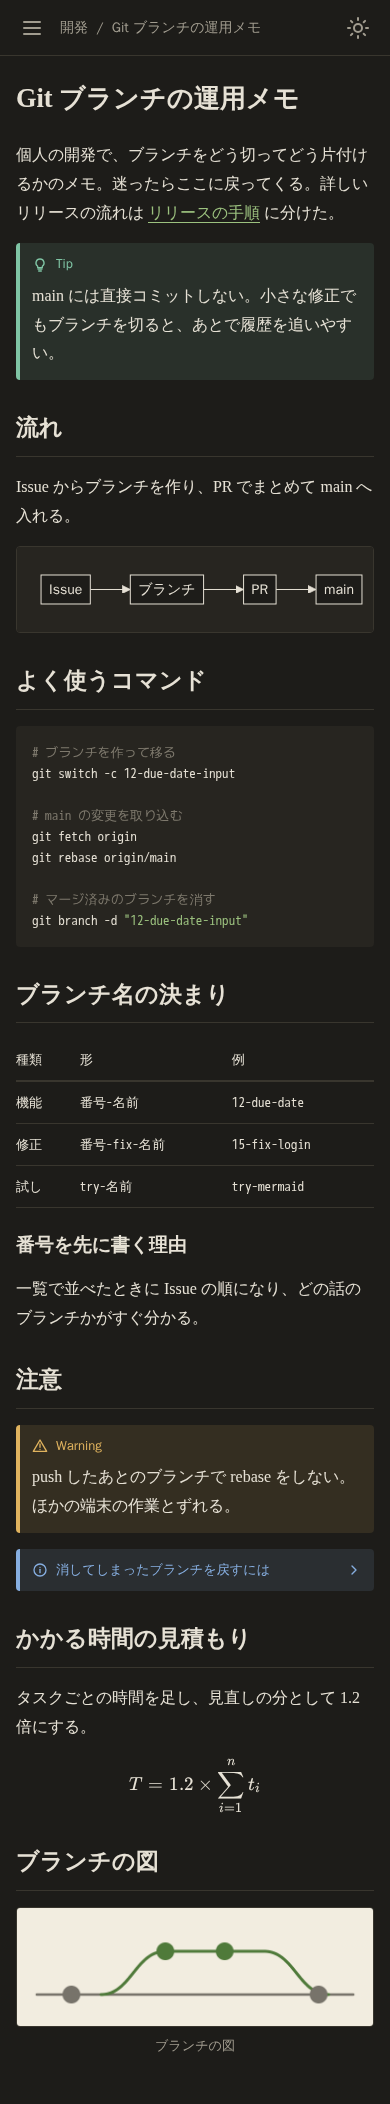 開発 / Git ブランチの運用メモ
Git ブランチの運用メモ
個人の開発で、ブランチをどう切ってどう片付け
るかのメモ。迷ったらここに戻ってくる。詳しい
リリースの流れは リリースの手順 に分けた。
Tip
main には直接コミットしない。小さな修正で
もブランチを切ると、あとで履歴を追いやす
い。
流れ
Issue からブランチを作り、PR でまとめて main へ
入れる。
Issue ブランチ PR main
よく使うコマンド
# ブランチを作って移る
git switch -c 12-due-date-input
# main の変更を取り込む
git fetch origin
git rebase origin/main
# マージ済みのブランチを消す
git branch -d "12-due-date-input"
ブランチ名の決まり
種類 形 例
機能 番号-名前 12-due-date
修正 番号-fix-名前 15-fix-login
試し try-名前 try-mermaid
番号を先に書く理由
一覧で並べたときに Issue の順になり、どの話の
ブランチかがすぐ分かる。
注意
Warning
push したあとのブランチで rebase をしない。
ほかの端末の作業とずれる。
消してしまったブランチを戻すには
かかる時間の見積もり
タスクごとの時間を足し、見直しの分として 1.2
倍にする。
T = 1.2 × ∑_{i=1}^{n} t_i
ブランチの図
ブランチの図